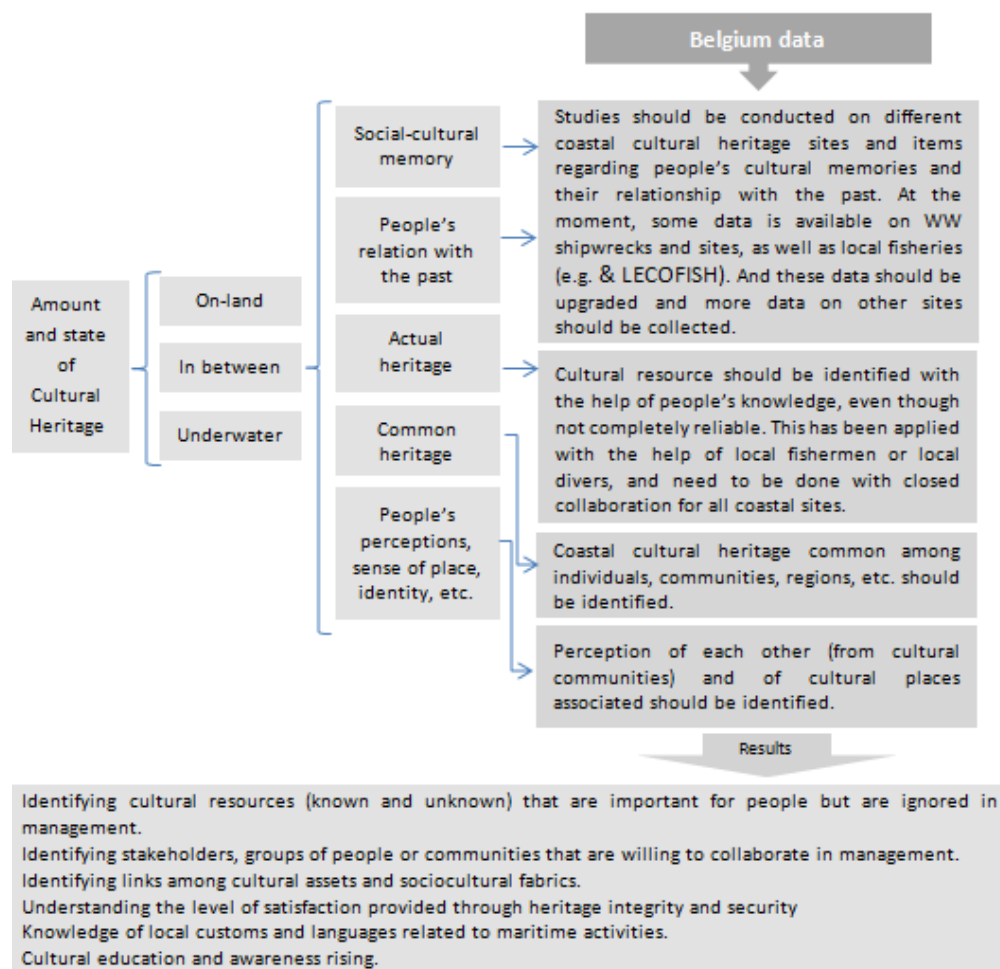 Belgium data
Amount
and state
of
Cultural
Heritage
On-land
In between
Underwater
Social-cultural
memory
People's
relation with
the past
Actual
heritage
Common
heritage
People's
perceptions,
sense of place,
identity, etc.
Studies should be conducted on different
coastal cultural heritage sites and items
regarding people's cultural memories and
their relationship with the past. At the
moment, some data is available on WW
shipwrecks and sites, as well as local fisheries
(e.g. & LECOFISH). And these data should be
upgraded and more data on other sites
should be collected.
Cultural resource should be identified with
the help of people's knowledge, even though
not completely reliable. This has been applied
with the help of local fishermen or local
divers, and need to be done with closed
collaboration for all coastal sites.
Coastal cultural heritage common among
individuals, communities, regions, etc. should
be identified.
Perception of each other (from cultural
communities) and of cultural places
associated should be identified.
Results
Identifying cultural resources (known and unknown) that are important for people but are ignored in
management.
Identifying stakeholders, groups of people or communities that are willing to collaborate in management.
Identifying links among cultural assets and sociocultural fabrics.
Understanding the level of satisfaction provided through heritage integrity and security
Knowledge of local customs and languages related to maritime activities.
Cultural education and awareness rising.